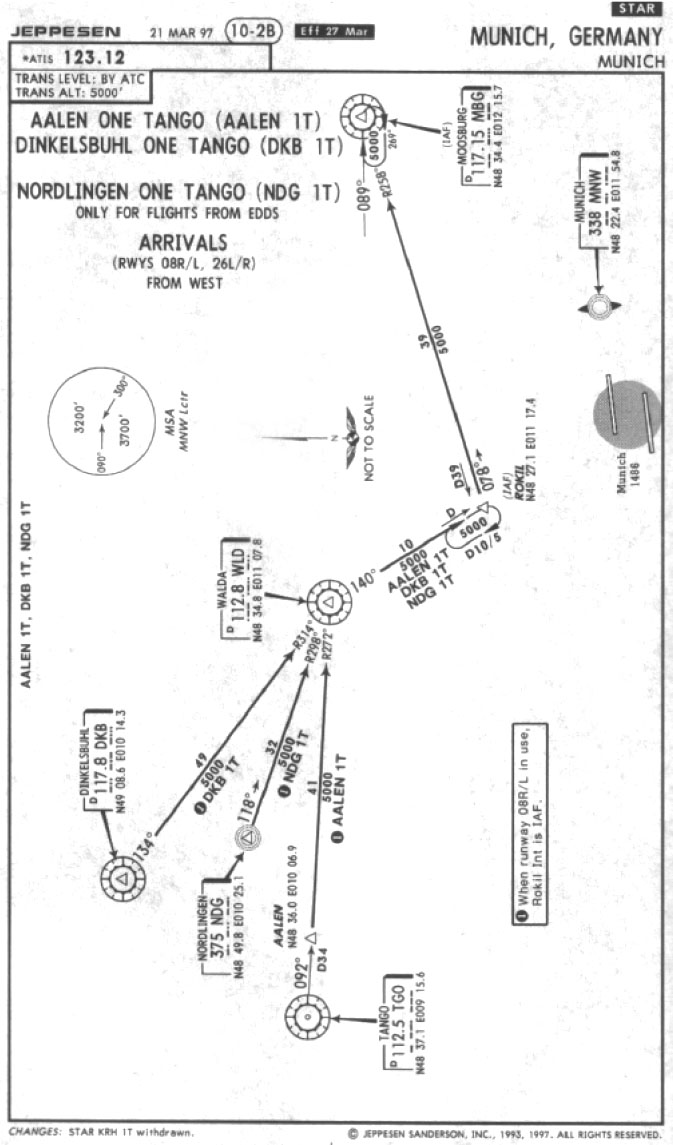 STAR
JEPPESEN 21 MAR 97 10-2B Eff 27 Mar
MUNICH, GERMANY
MUNICH
*ATIS 123.12
TRANS LEVEL: BY ATC
TRANS ALT: 5000'
AALEN ONE TANGO (AALEN 1T)
DINKELSBUHL ONE TANGO (DKB 1T)
NORDLINGEN ONE TANGO (NDG 1T)
ONLY FOR FLIGHTS FROM EDDS
ARRIVALS
(RWYS 08R/L, 26L/R)
FROM WEST
5000
269°
089°
R258°
(IAF)
MOOSBURG
D 117.15 MBG
N48 34.4 E012 15.7
MUNICH
338 MNW
N48 22.4 E011 54.8
39
5000
3200'
3700'
090°
300°
MSA
MNW Lctr
N
NOT TO SCALE
Munich
1486
D39
078°
(IAF)
ROKIL
N48 27.1 E011 17.4
D
5000
D10/5
140°
10
5000
AALEN 1T
DKB 1T
NDG 1T
AALEN 1T, DKB 1T, NDG 1T
WALDA
D 112.8 WLD
N48 34.8 E011 07.8
R314°
R298°
R272°
49
5000
1 DKB 1T
32
5000
1 NDG 1T
41
5000
1 AALEN 1T
DINKELSBUHL
D 117.8 DKB
N49 08.6 E010 14.3
134°
118°
NORDLINGEN
375 NDG
N48 49.8 E010 25.1
AALEN
N48 36.0 E010 06.9
092°
D34
TANGO
D 112.5 TGO
N48 37.1 E009 15.6
1 When runway 08R/L in use,
Rokil Int is IAF.
CHANGES: STAR KRH 1T withdrawn.
© JEPPESEN SANDERSON, INC., 1993, 1997. ALL RIGHTS RESERVED.